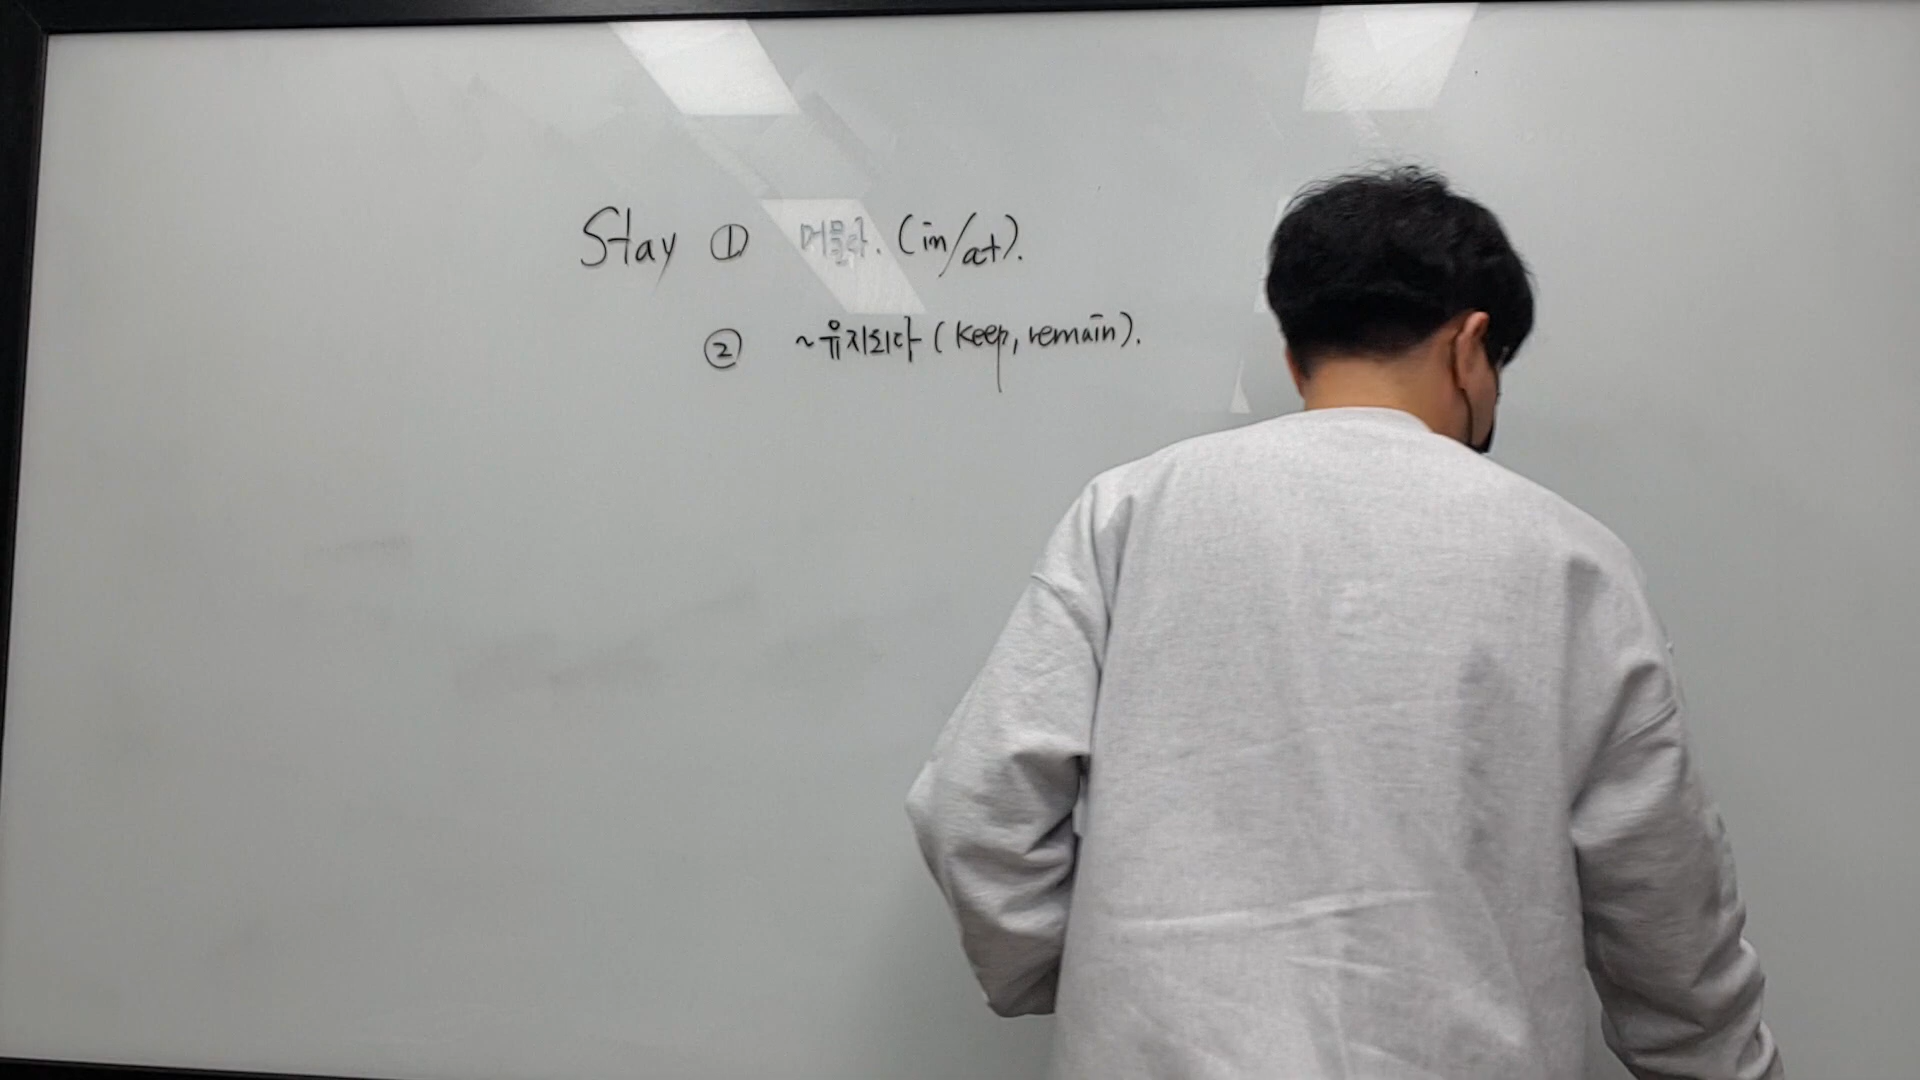 Stay ① 머물다. (in/at).
② ~유지되다 (keep, remain).